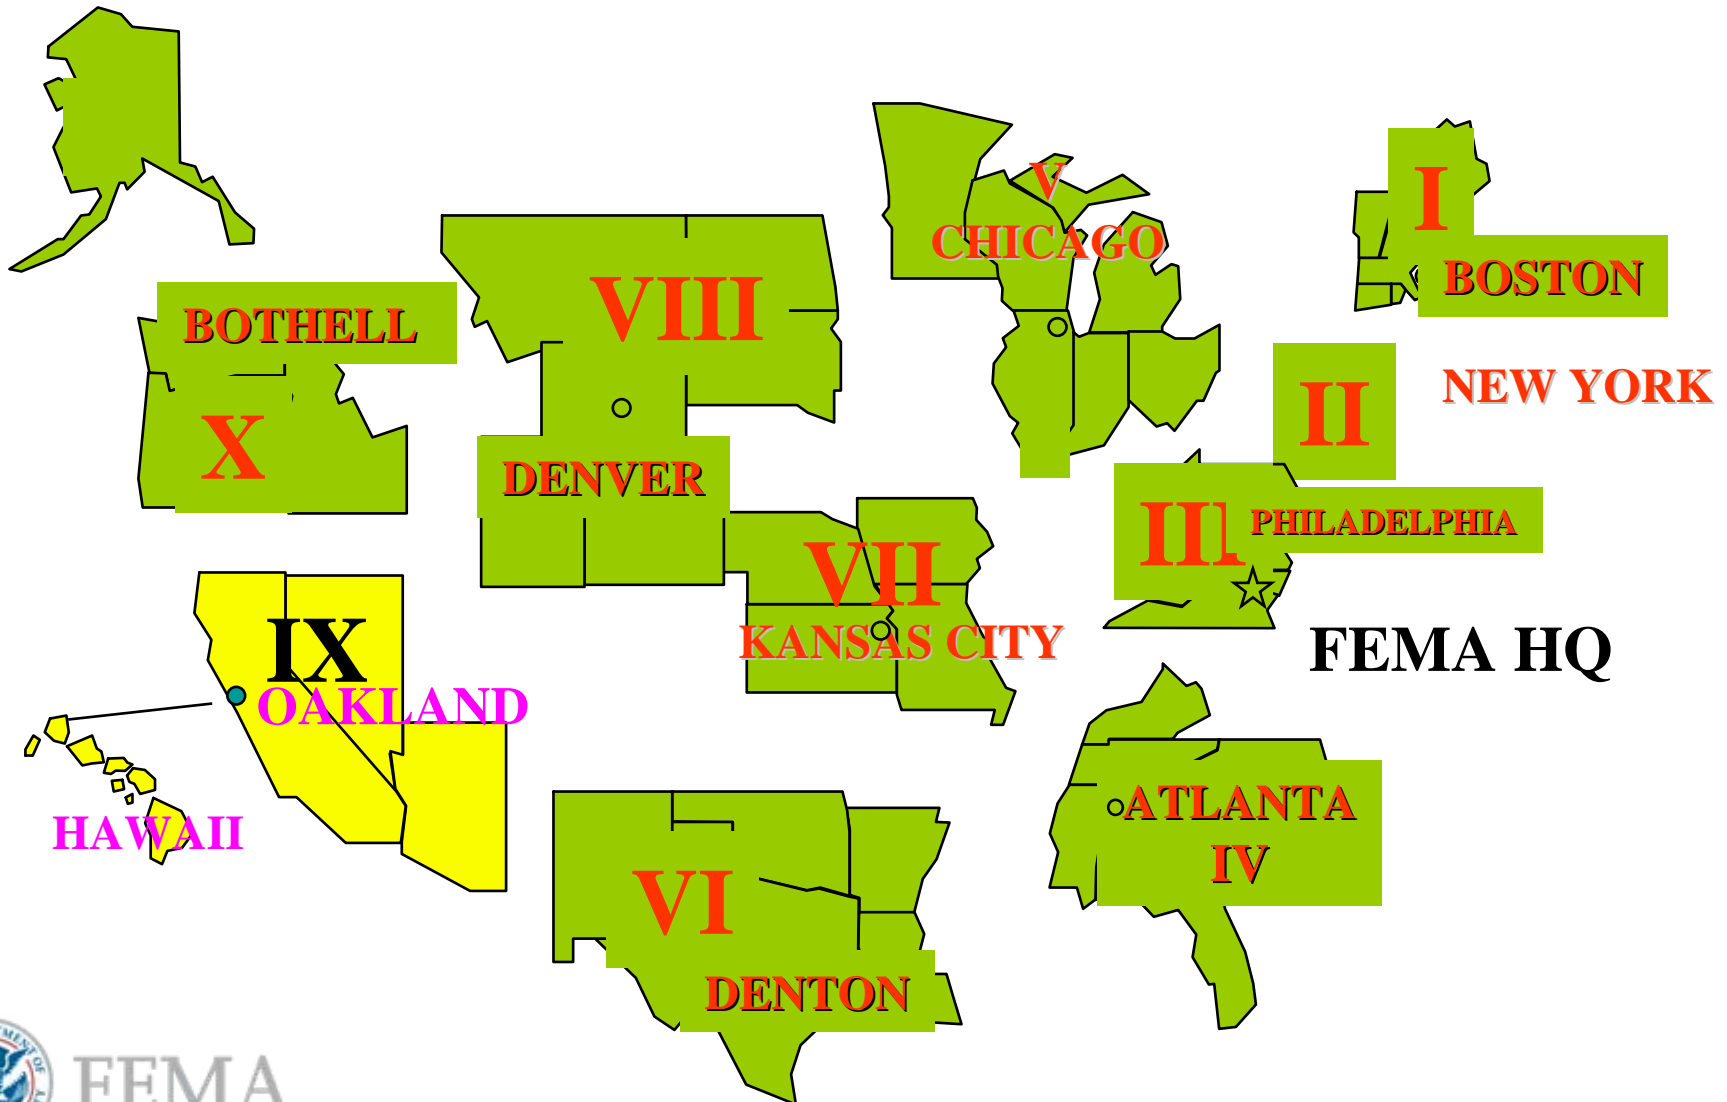 V
CHICAGO
I
BOSTON
VIII
BOTHELL
NEW YORK
II
X
DENVER
III
PHILADELPHIA
VII
KANSAS CITY
FEMA HQ
IX
OAKLAND
HAWAII
ATLANTA
IV
VI
DENTON
FEMA